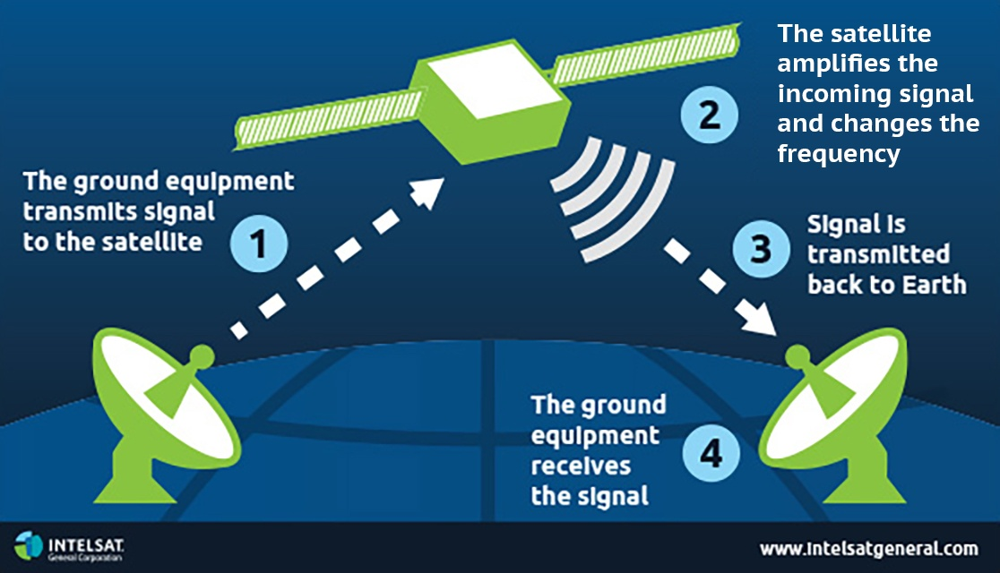 The ground equipment
transmits signal
to the satellite
1
2
The satellite
amplifies the
incoming signal
and changes the
frequency
3
Signal is
transmitted
back to Earth
The ground
equipment
receives
the signal
4
INTELSAT.
General Corporation
www.intelsatgeneral.com